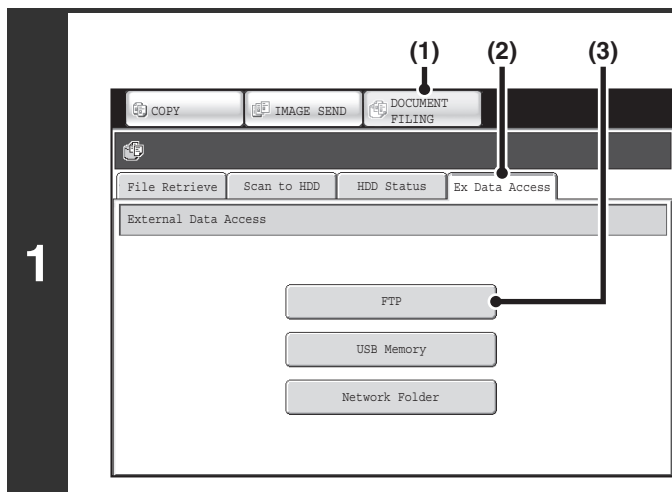 (1) (2) (3)
COPY IMAGE SEND DOCUMENT FILING
File Retrieve Scan to HDD HDD Status Ex Data Access
External Data Access
1
FTP
USB Memory
Network Folder